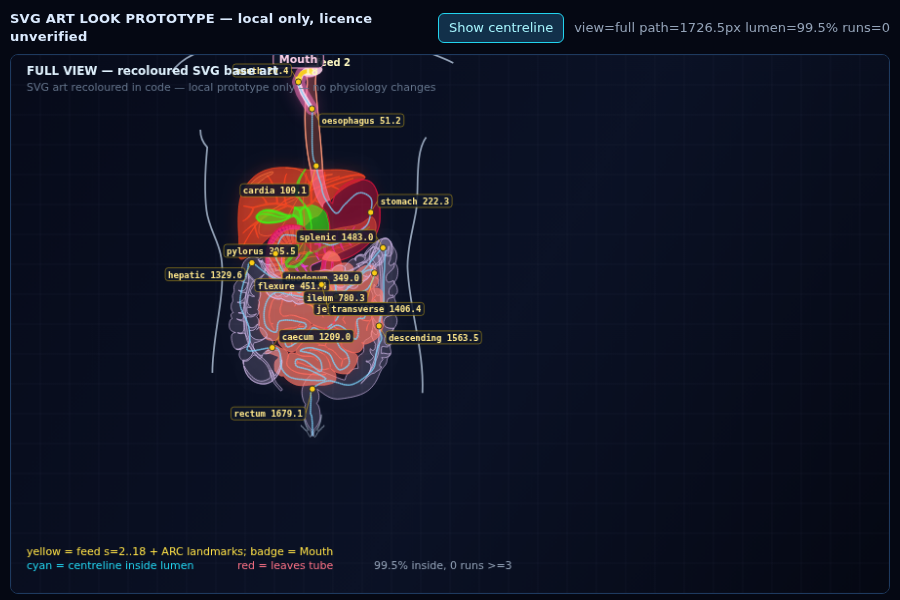 SVG ART LOOK PROTOTYPE — local only, licence
unverified
Show centreline
view=full path=1726.5px lumen=99.5% runs=0
Mouth
FULL VIEW — recoloured SVG base art
SVG art recoloured in code — local prototype only — no physiology changes
oesophagus 51.2
cardia 109.1
stomach 222.3
splenic 1483.0
pylorus
hepatic 1329.6
duodenum 349.0
flexure
ileum 780.3
transverse 1406.4
caecum 1209.0
descending 1563.5
rectum 1679.1
yellow = feed s=2..18 + ARC landmarks; badge = Mouth
cyan = centreline inside lumen
red = leaves tube
99.5% inside, 0 runs >=3